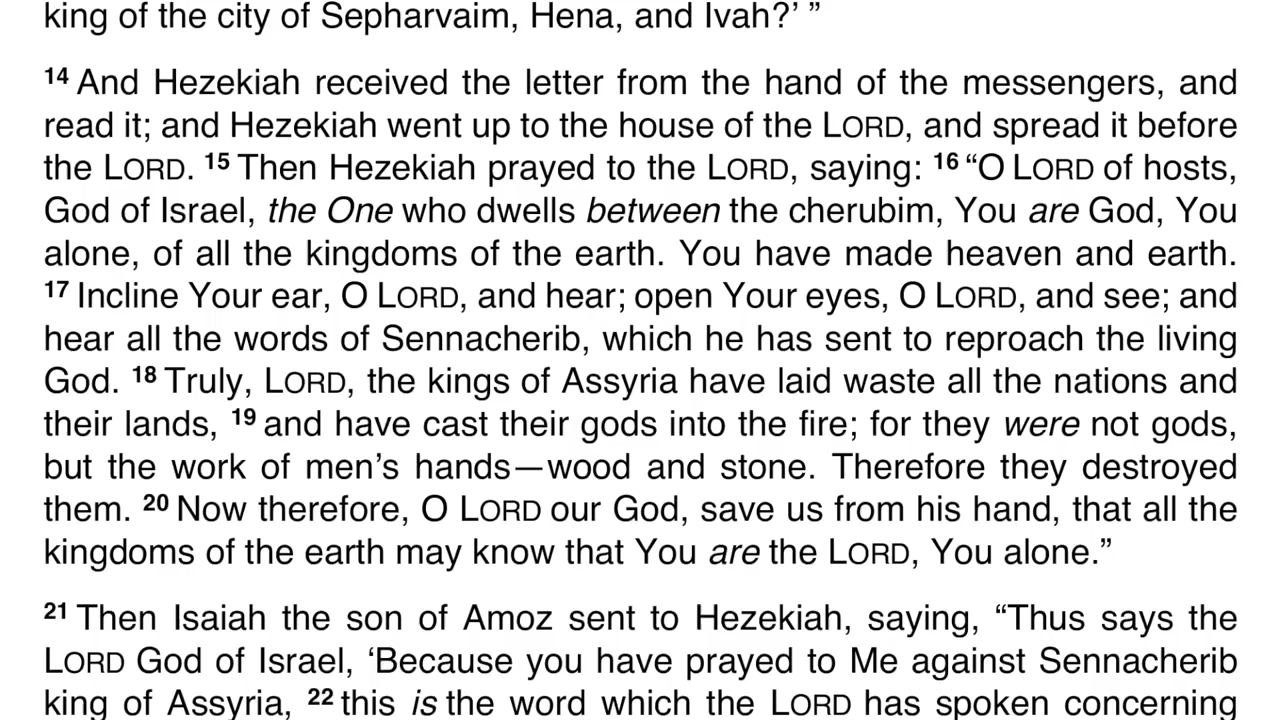 king of the city of Sepharvaim, Hena, and Ivah?’ ”
14 And Hezekiah received the letter from the hand of the messengers, and
read it; and Hezekiah went up to the house of the LORD, and spread it before
the LORD. 15 Then Hezekiah prayed to the LORD, saying: 16 “O LORD of hosts,
God of Israel, the One who dwells between the cherubim, You are God, You
alone, of all the kingdoms of the earth. You have made heaven and earth.
17 Incline Your ear, O LORD, and hear; open Your eyes, O LORD, and see; and
hear all the words of Sennacherib, which he has sent to reproach the living
God. 18 Truly, LORD, the kings of Assyria have laid waste all the nations and
their lands, 19 and have cast their gods into the fire; for they were not gods,
but the work of men’s hands—wood and stone. Therefore they destroyed
them. 20 Now therefore, O LORD our God, save us from his hand, that all the
kingdoms of the earth may know that You are the LORD, You alone.”
21 Then Isaiah the son of Amoz sent to Hezekiah, saying, “Thus says the
LORD God of Israel, ‘Because you have prayed to Me against Sennacherib
king of Assyria, 22 this is the word which the LORD has spoken concerning